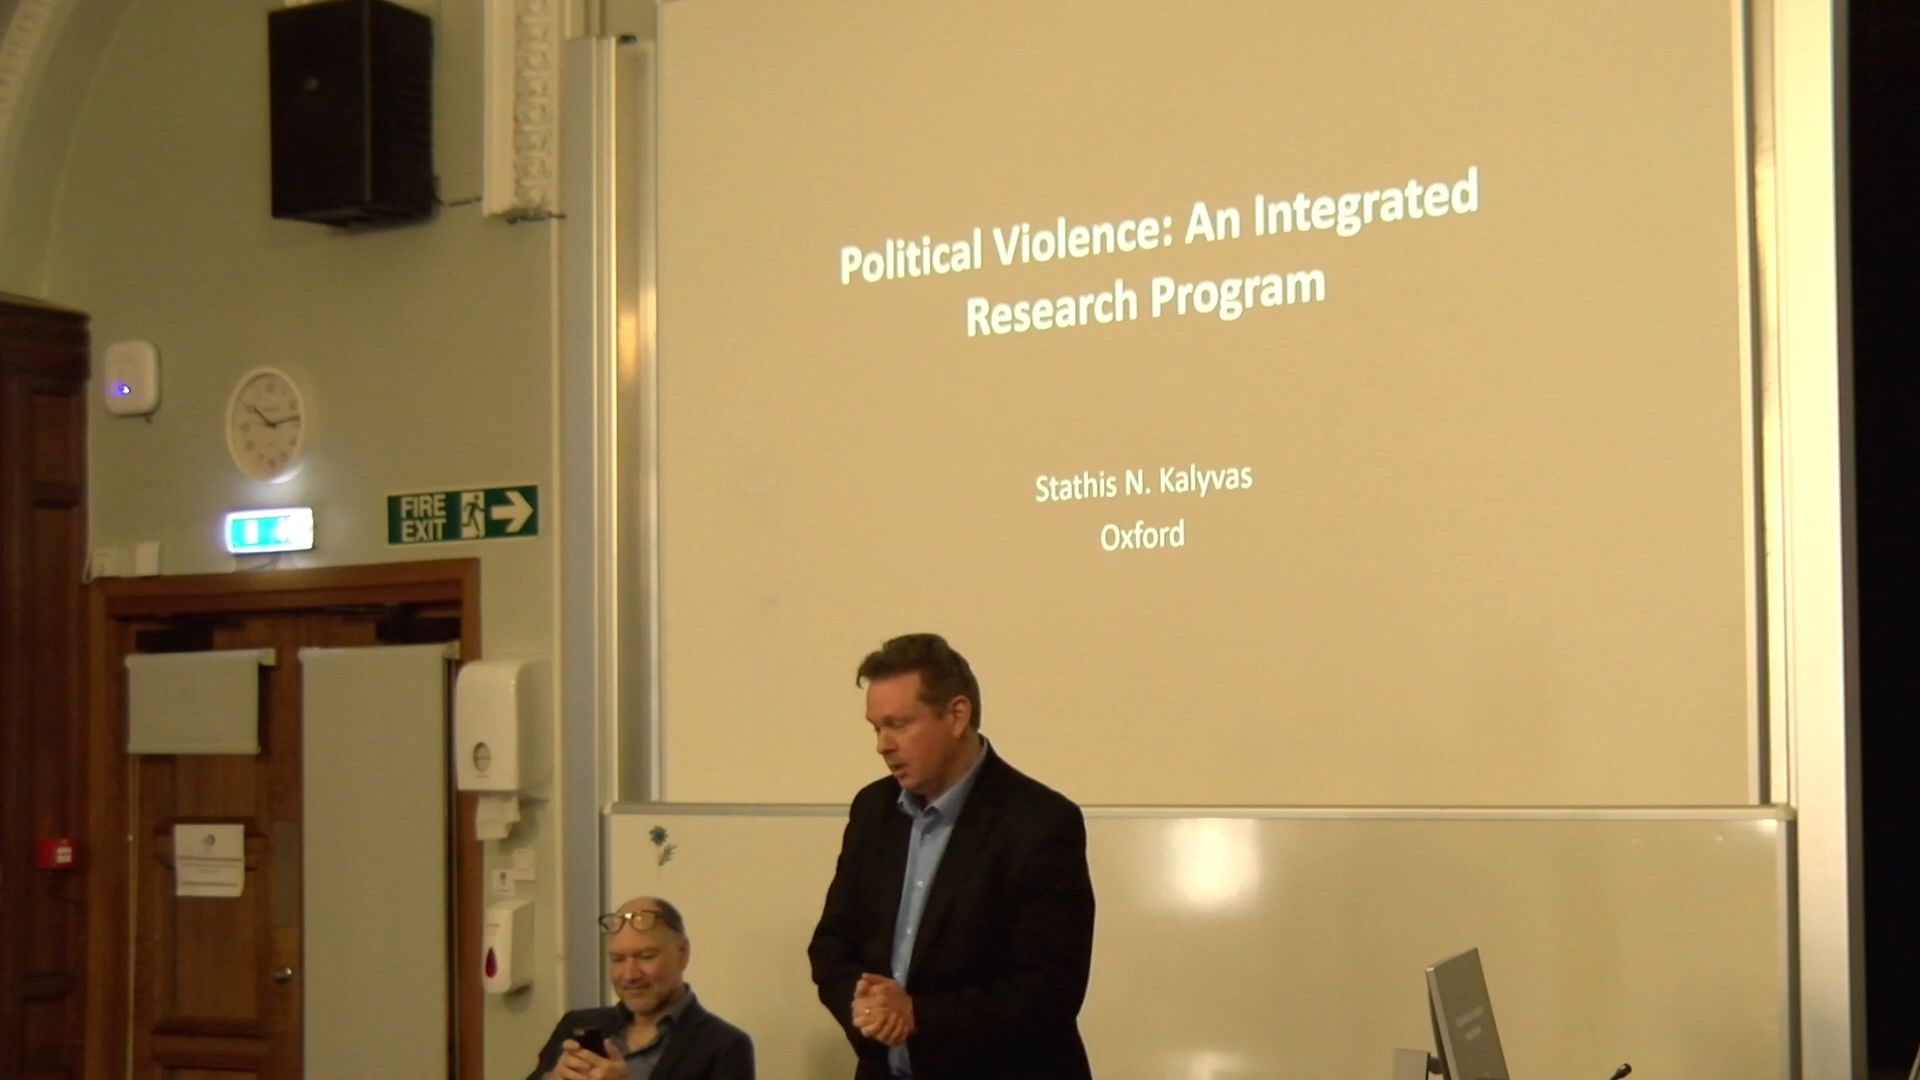 Political Violence: An Integrated
Research Program
Stathis N. Kalyvas
Oxford
FIRE
EXIT